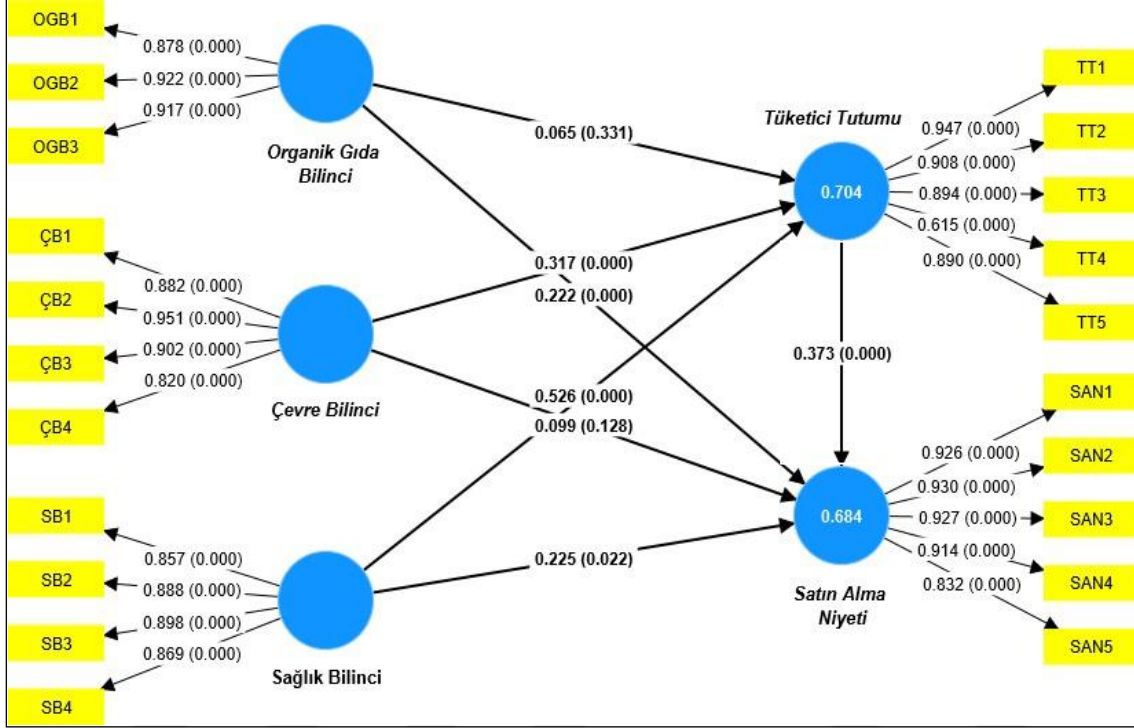 OGB1
OGB2
OGB3
0.878 (0.000)
0.922 (0.000)
0.917 (0.000)
Organik Gıda
Bilinci
ÇB1
ÇB2
ÇB3
ÇB4
0.882 (0.000)
0.951 (0.000)
0.902 (0.000)
0.820 (0.000)
Çevre Bilinci
SB1
SB2
SB3
SB4
0.857 (0.000)
0.888 (0.000)
0.898 (0.000)
0.869 (0.000)
Sağlık Bilinci
0.065 (0.331)
0.317 (0.000)
0.222 (0.000)
0.526 (0.000)
0.099 (0.128)
0.225 (0.022)
Tüketici Tutumu
0.704
0.373 (0.000)
0.684
Satın Alma
Niyeti
0.947 (0.000)
0.908 (0.000)
0.894 (0.000)
0.615 (0.000)
0.890 (0.000)
TT1
TT2
TT3
TT4
TT5
0.926 (0.000)
0.930 (0.000)
0.927 (0.000)
0.914 (0.000)
0.832 (0.000)
SAN1
SAN2
SAN3
SAN4
SAN5